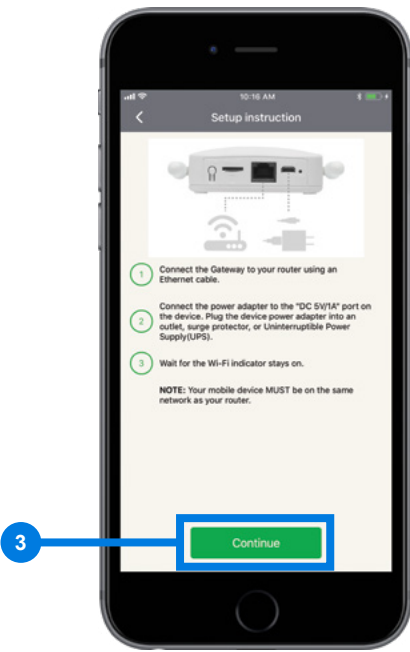 10:16 AM
Setup instruction
1
Connect the Gateway to your router using an
Ethernet cable.
2
Connect the power adapter to the "DC 5V/1A" port on
the device. Plug the device power adapter into an
outlet, surge protector, or Uninterruptible Power
Supply(UPS).
3
Wait for the Wi-Fi indicator stays on.
NOTE: Your mobile device MUST be on the same
network as your router.
3
Continue